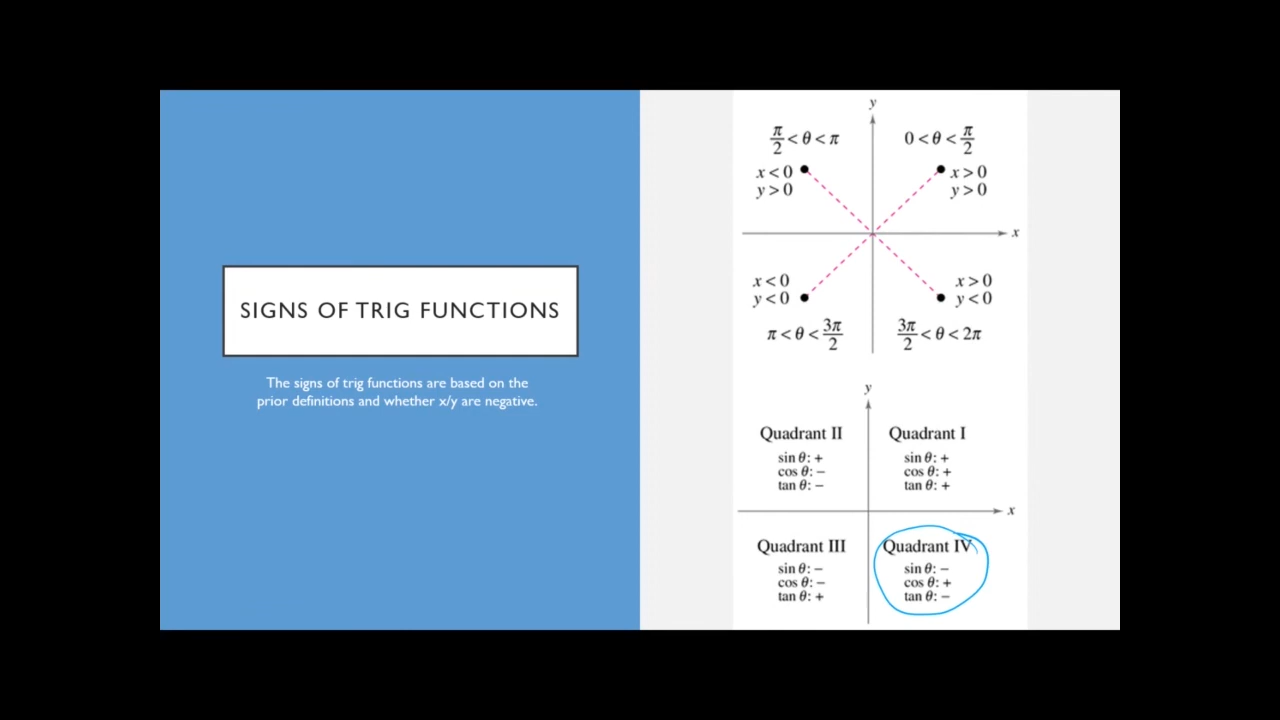 SIGNS OF TRIG FUNCTIONS
The signs of trig functions are based on the
prior definitions and whether x/y are negative.
y
π/2 < θ < π
x < 0
y > 0
0 < θ < π/2
x > 0
y > 0
x
x < 0
y < 0
π < θ < 3π/2
x > 0
y < 0
3π/2 < θ < 2π
y
Quadrant II
sin θ: +
cos θ: −
tan θ: −
Quadrant I
sin θ: +
cos θ: +
tan θ: +
x
Quadrant III
sin θ: −
cos θ: −
tan θ: +
Quadrant IV
sin θ: −
cos θ: +
tan θ: −